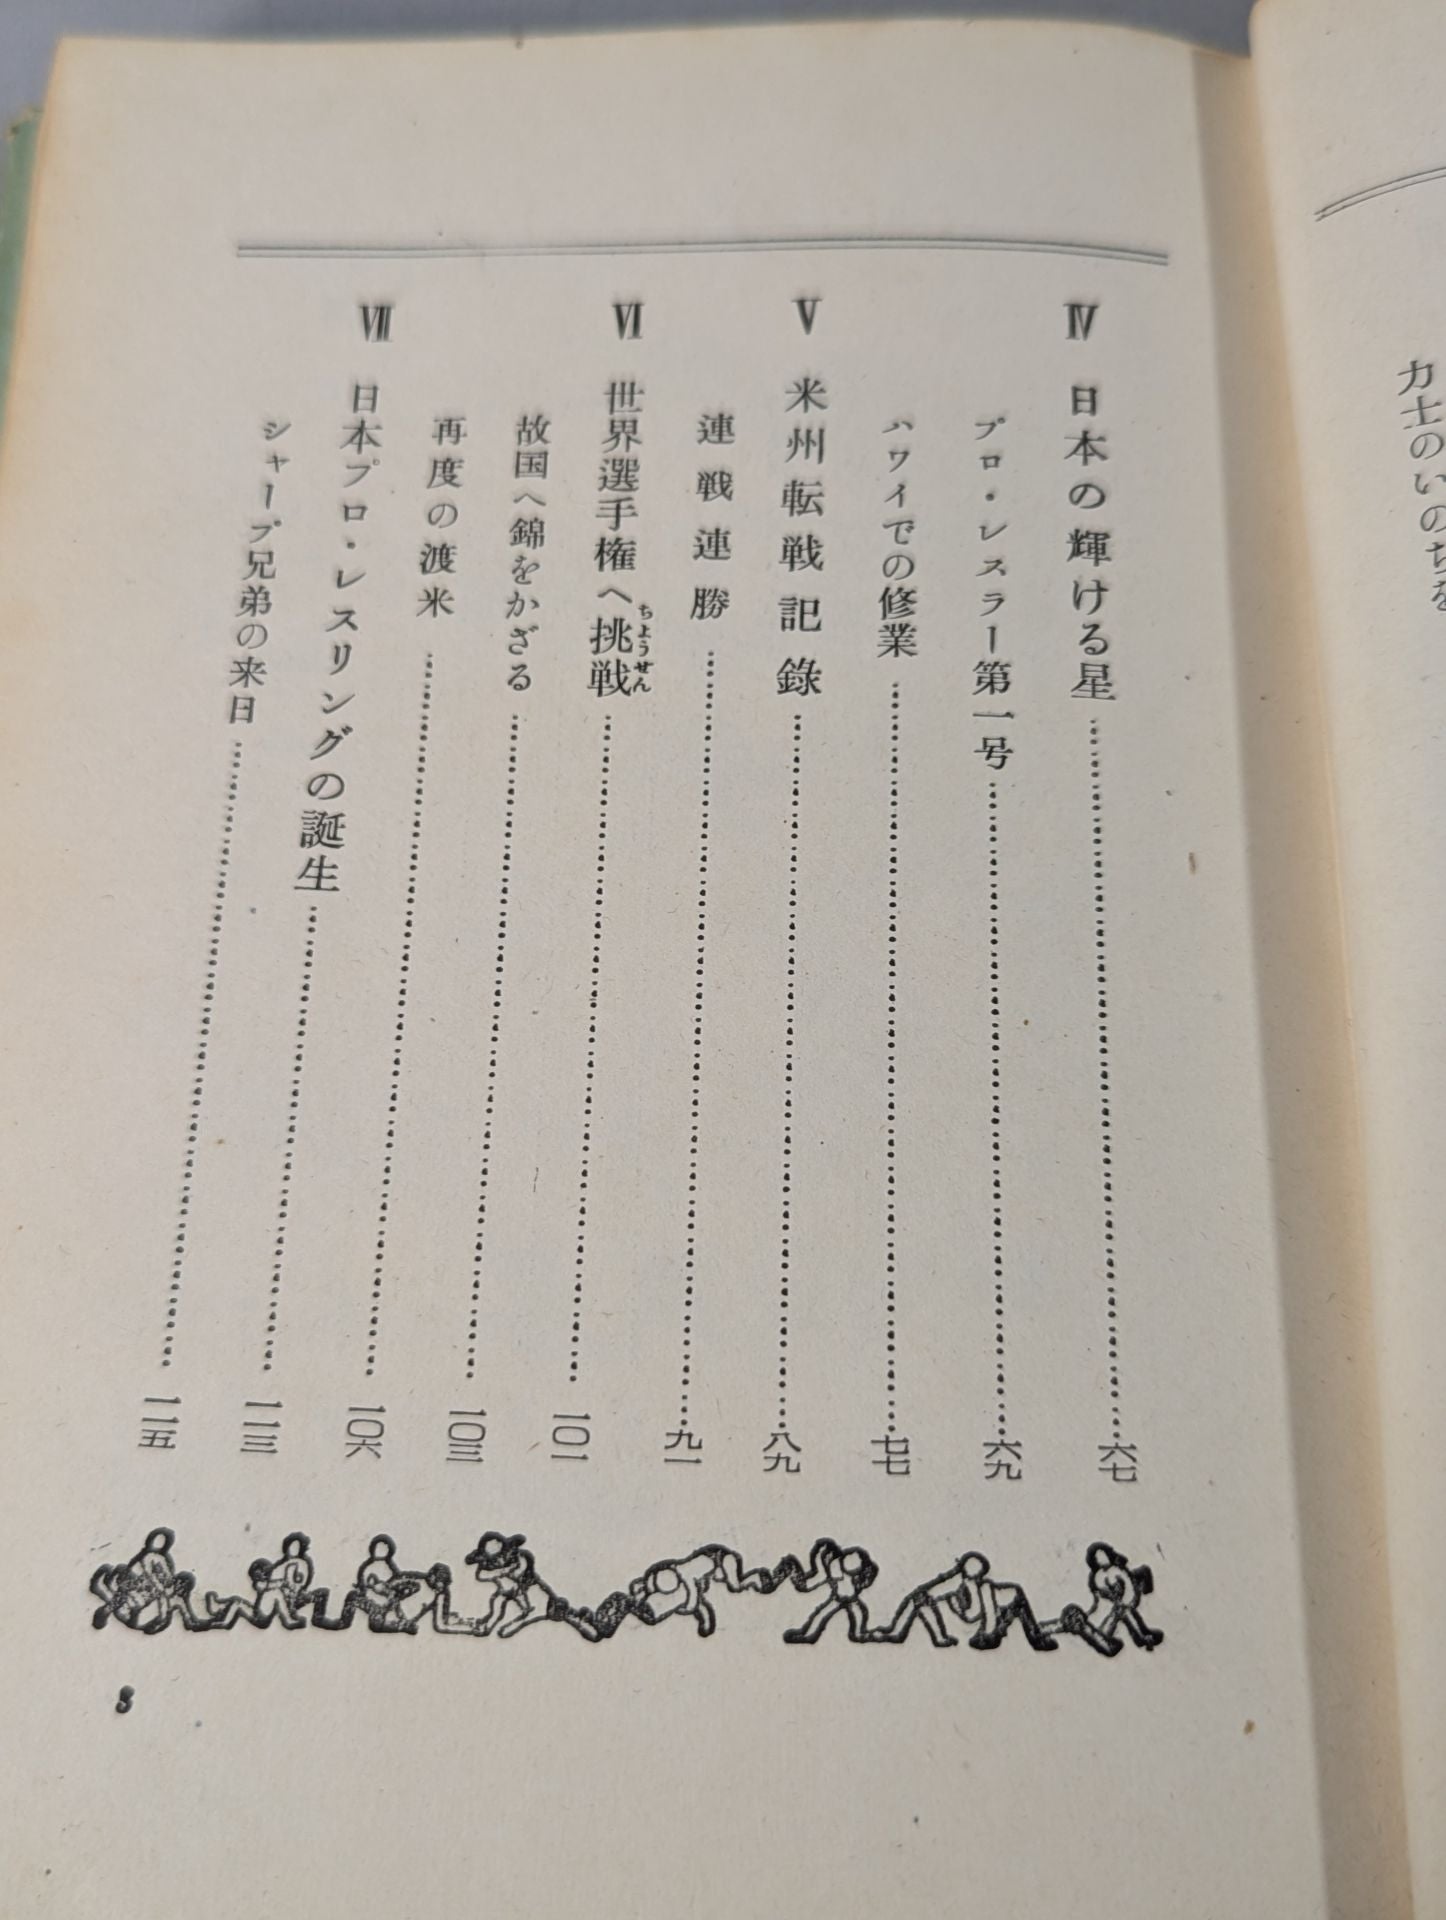 力士のいのちを
Ⅳ 日本の輝ける星…………六七
プロ・レスラー第一号…………六九
ハワイでの修業…………七七
Ⅴ 米州転戦記録…………八九
連戦連勝…………九一
Ⅵ 世界選手権へ挑戦…………一〇一
ちょうせん
故国へ錦をかざる…………一〇三
再度の渡米…………一〇六
Ⅶ 日本プロ・レスリングの誕生…………一一三
シャープ兄弟の来日…………一一五